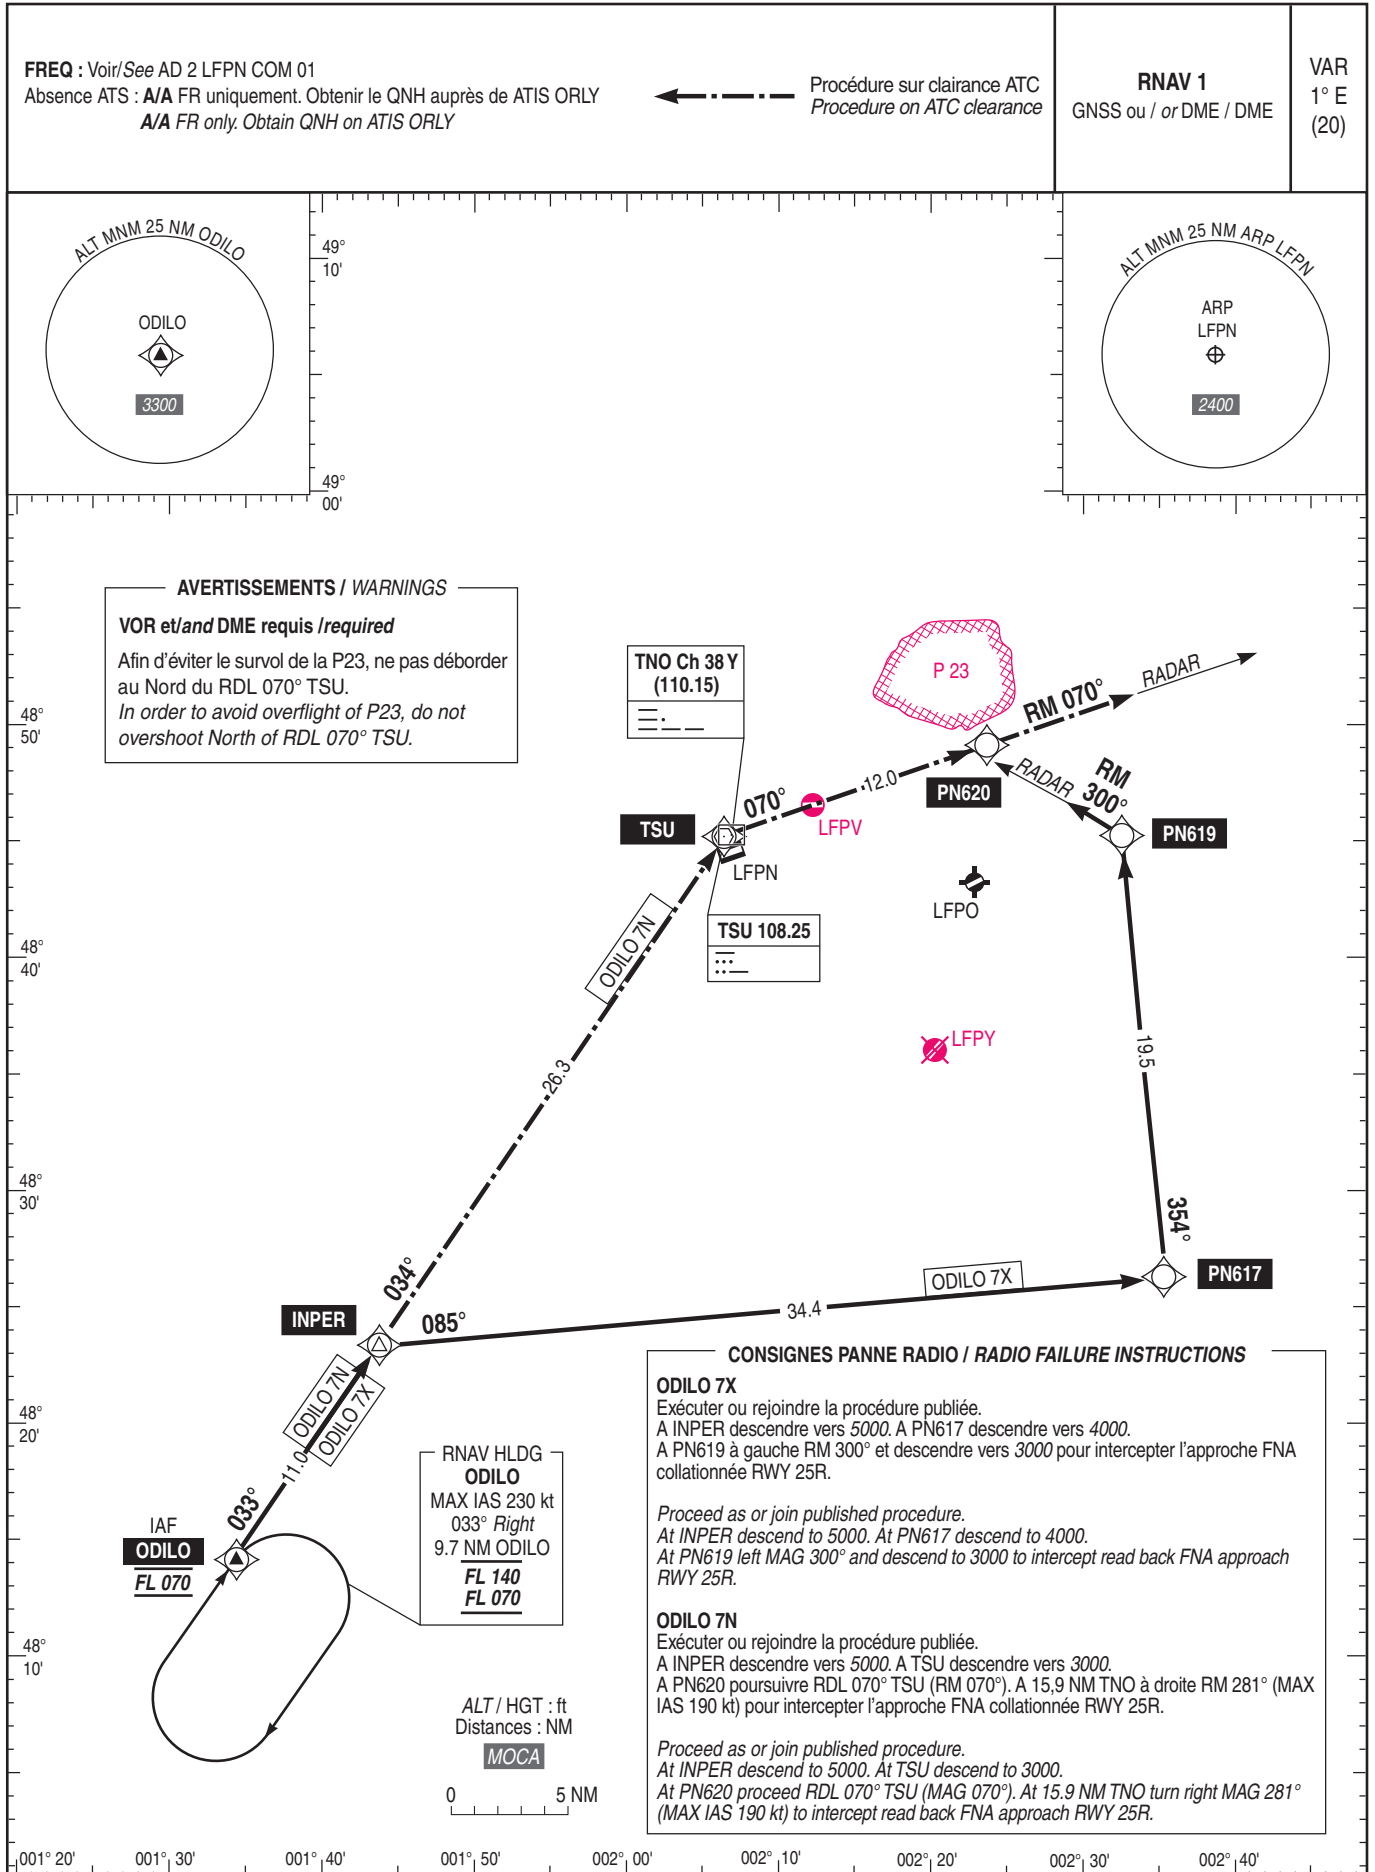 FREQ : Voir/See AD 2 LFPN COM 01
Absence ATS : A/A FR uniquement. Obtenir le QNH auprès de ATIS ORLY
A/A FR only. Obtain QNH on ATIS ORLY
Procédure sur clairance ATC
Procedure on ATC clearance
RNAV 1
GNSS ou / or DME / DME
VAR
1° E
(20)
ALT MNM 25 NM ODILO
ODILO
3300
49°
10'
49°
00'
ALT MNM 25 NM ARP LFPN
ARP
LFPN
2400
AVERTISSEMENTS / WARNINGS
VOR et/and DME requis /required
Afin d'éviter le survol de la P23, ne pas déborder
au Nord du RDL 070° TSU.
In order to avoid overflight of P23, do not
overshoot North of RDL 070° TSU.
TNO Ch 38 Y
(110.15)
P 23
RM 070°
RADAR
48°
50'
PN620
RADAR
RM
300°
PN619
12.0
070°
LFPV
TSU
LFPN
LFPO
TSU 108.25
ODILO 7N
48°
40'
LFPY
26.3
19.5
48°
30'
354°
PN617
034°
ODILO 7X
34.4
INPER
085°
ODILO 7N
ODILO 7X
48°
20'
11.0
033°
IAF
ODILO
FL 070
RNAV HLDG
ODILO
MAX IAS 230 kt
033° Right
9.7 NM ODILO
FL 140
FL 070
48°
10'
ALT / HGT : ft
Distances : NM
MOCA
0 5 NM
CONSIGNES PANNE RADIO / RADIO FAILURE INSTRUCTIONS
ODILO 7X
Exécuter ou rejoindre la procédure publiée.
A INPER descendre vers 5000. A PN617 descendre vers 4000.
A PN619 à gauche RM 300° et descendre vers 3000 pour intercepter l'approche FNA
collationnée RWY 25R.
Proceed as or join published procedure.
At INPER descend to 5000. At PN617 descend to 4000.
At PN619 left MAG 300° and descend to 3000 to intercept read back FNA approach
RWY 25R.
ODILO 7N
Exécuter ou rejoindre la procédure publiée.
A INPER descendre vers 5000. A TSU descendre vers 3000.
A PN620 poursuivre RDL 070° TSU (RM 070°). A 15,9 NM TNO à droite RM 281° (MAX
IAS 190 kt) pour intercepter l'approche FNA collationnée RWY 25R.
Proceed as or join published procedure.
At INPER descend to 5000. At TSU descend to 3000.
At PN620 proceed RDL 070° TSU (MAG 070°). At 15.9 NM TNO turn right MAG 281°
(MAX IAS 190 kt) to intercept read back FNA approach RWY 25R.
001° 20' 001° 30' 001° 40' 001° 50' 002° 00' 002° 10' 002° 20' 002° 30' 002° 40'